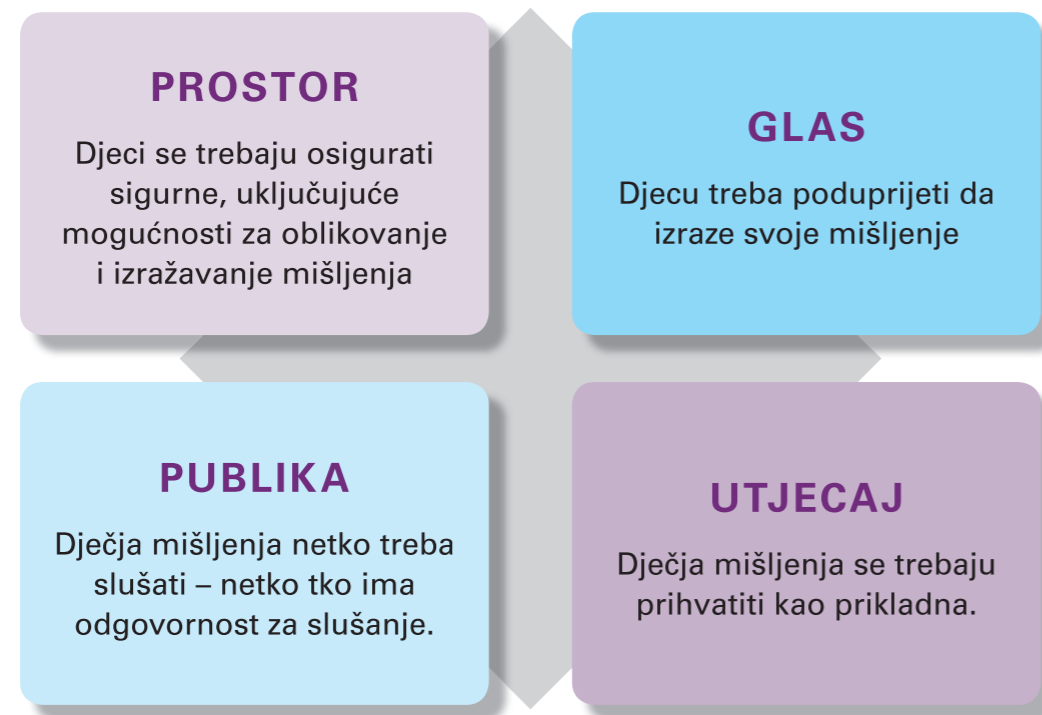 PROSTOR
Djeci se trebaju osigurati
sigurne, uključujuće
mogućnosti za oblikovanje
i izražavanje mišljenja
GLAS
Djecu treba poduprijeti da
izraze svoje mišljenje
PUBLIKA
Dječja mišljenja netko treba
slušati – netko tko ima
odgovornost za slušanje.
UTJECAJ
Dječja mišljenja se trebaju
prihvatiti kao prikladna.